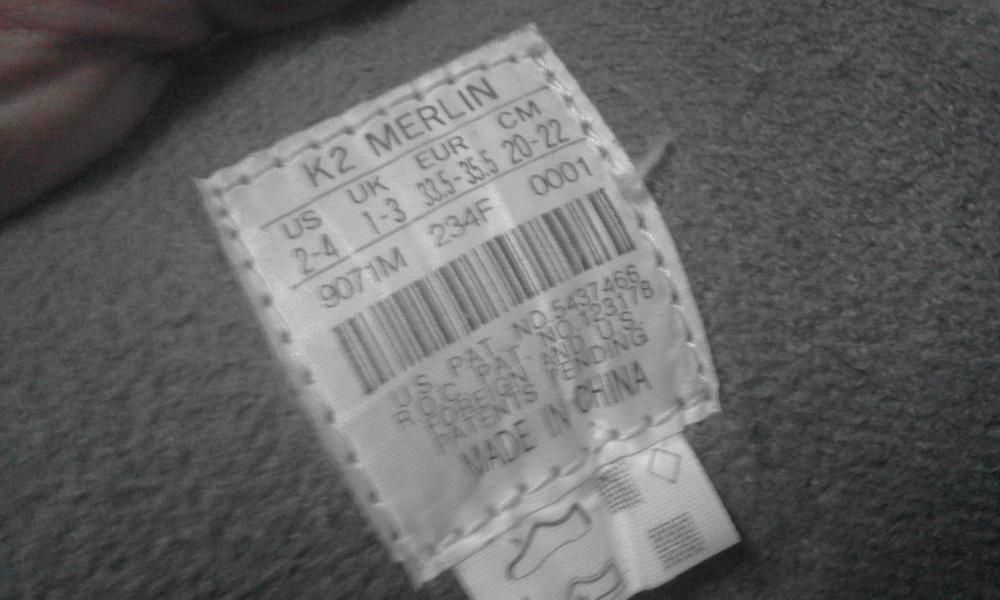 K2 MERLIN
US UK EUR CM
2-4 1-3 33.5-35.5 20-22
9071M 234F 0001
U.S. PAT. NO.5437466
R.O.C. PAT. NO.123178
FOREIGN AND U.S.
PATENTS PENDING
MADE IN CHINA